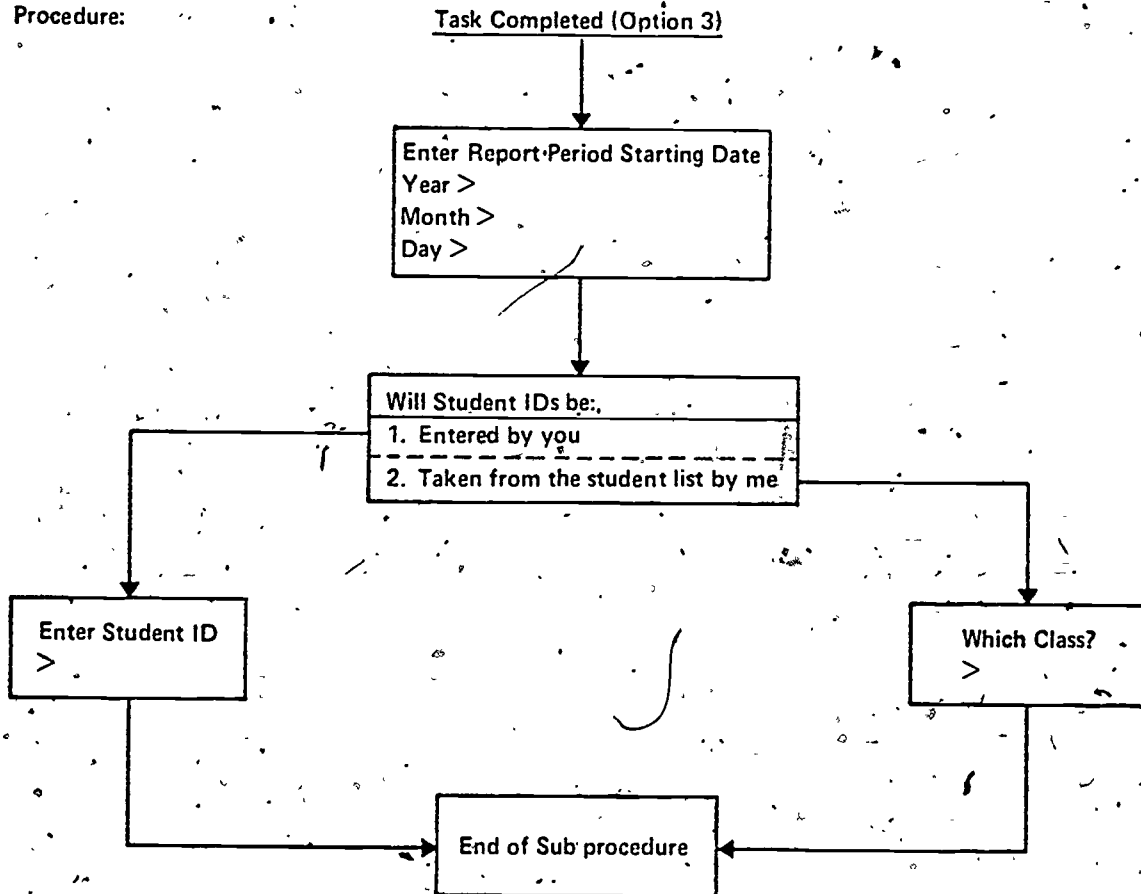 Procedure:
Task Completed (Option 3)
Enter Report Period Starting Date
Year >
Month >
Day >
Will Student IDs be:
1. Entered by you
2. Taken from the student list by me
Enter Student ID
>
Which Class?
>
End of Sub procedure